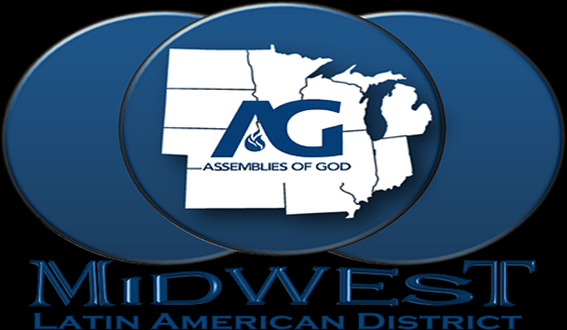 AG
ASSEMBLIES OF GOD
MIDWEST
LATIN AMERICAN DISTRICT